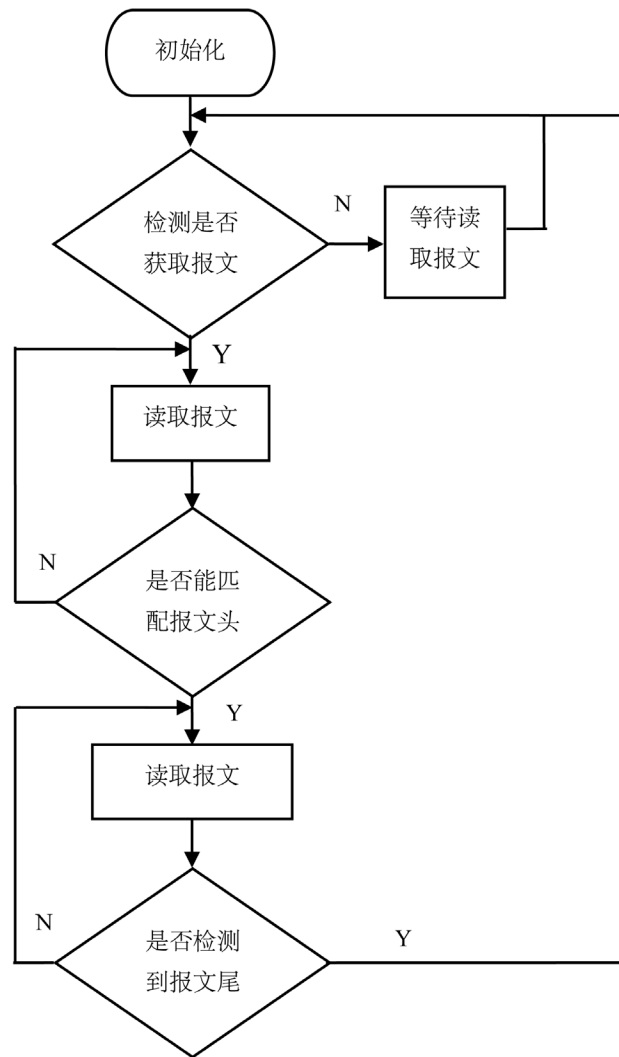 初始化
检测是否
获取报文
N
等待读
取报文
Y
读取报文
N
是否能匹
配报文头
Y
读取报文
N
是否检测
到报文尾
Y